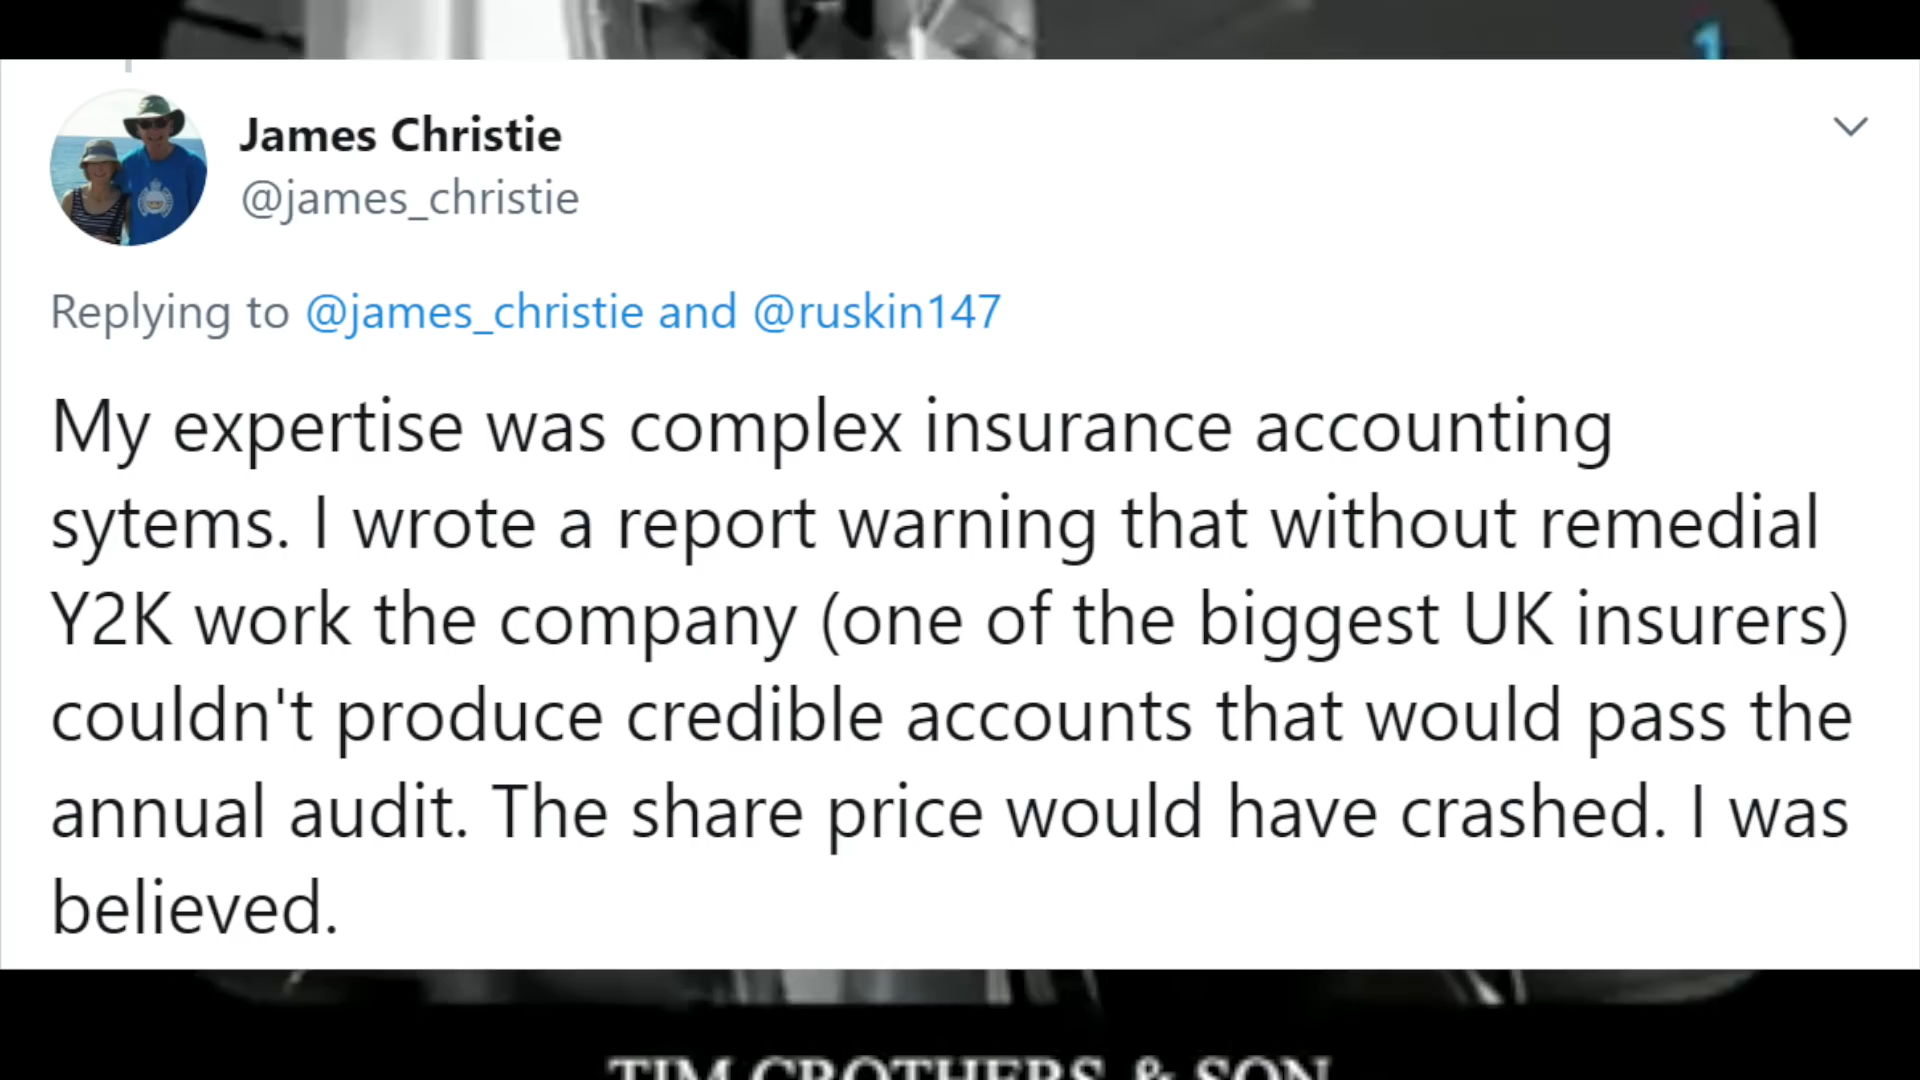 1
James Christie
@james_christie
Replying to @james_christie and @ruskin147
My expertise was complex insurance accounting
sytems. I wrote a report warning that without remedial
Y2K work the company (one of the biggest UK insurers)
couldn't produce credible accounts that would pass the
annual audit. The share price would have crashed. I was
believed.
TIM CROTHERS & SON